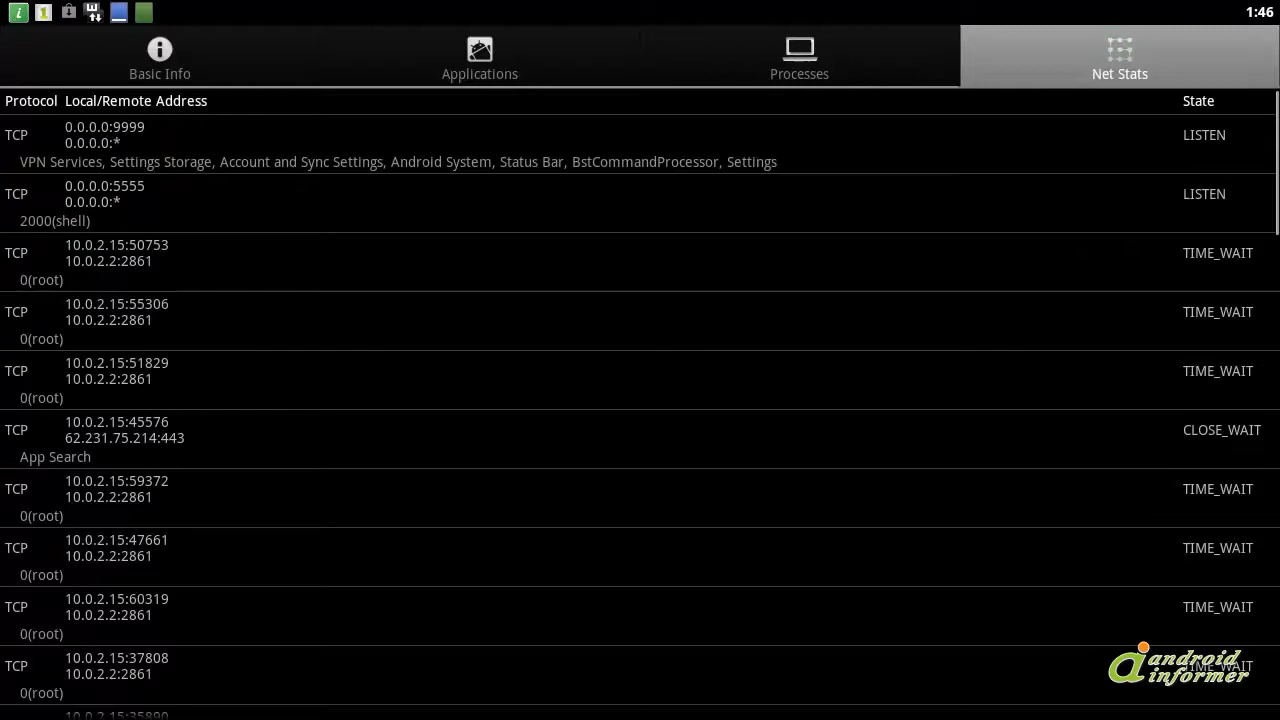 1:46
Basic Info
Applications
Processes
Net Stats
Protocol Local/Remote Address State
0.0.0.0:9999
TCP LISTEN
0.0.0.0:*
VPN Services, Settings Storage, Account and Sync Settings, Android System, Status Bar, BstCommandProcessor, Settings
0.0.0.0:5555
TCP LISTEN
0.0.0.0:*
2000(shell)
10.0.2.15:50753
TCP TIME_WAIT
10.0.2.2:2861
0(root)
10.0.2.15:55306
TCP TIME_WAIT
10.0.2.2:2861
0(root)
10.0.2.15:51829
TCP TIME_WAIT
10.0.2.2:2861
0(root)
10.0.2.15:45576
TCP CLOSE_WAIT
62.231.75.214:443
App Search
10.0.2.15:59372
TCP TIME_WAIT
10.0.2.2:2861
0(root)
10.0.2.15:47661
TCP TIME_WAIT
10.0.2.2:2861
0(root)
10.0.2.15:60319
TCP TIME_WAIT
10.0.2.2:2861
0(root)
10.0.2.15:37808
TCP TIME_WAIT
10.0.2.2:2861
0(root)
android
informer
10.0.2.15:35890